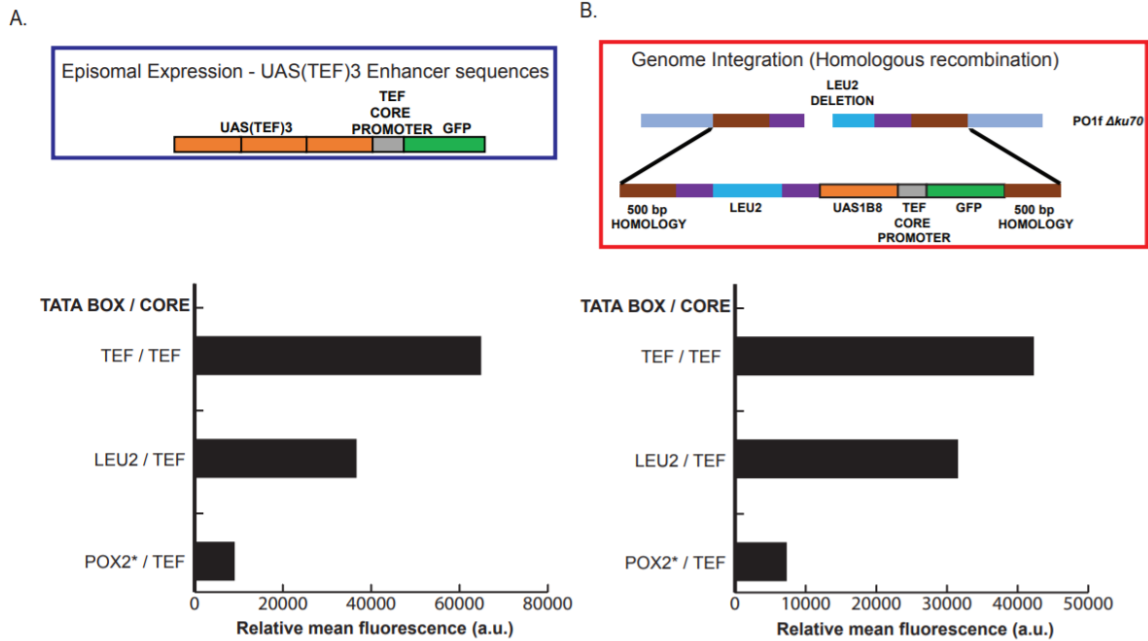 A.
Episomal Expression - UAS(TEF)3 Enhancer sequences
UAS(TEF)3
TEF
CORE
PROMOTER
GFP
TATA BOX / CORE
TEF / TEF
LEU2 / TEF
POX2* / TEF
0
20000
40000
60000
80000
Relative mean fluorescence (a.u.)
B.
Genome Integration (Homologous recombination)
LEU2
DELETION
PO1f Δku70
500 bp
HOMOLOGY
LEU2
UAS1B8
TEF
CORE
PROMOTER
GFP
500 bp
HOMOLOGY
TATA BOX / CORE
TEF / TEF
LEU2 / TEF
POX2* / TEF
0
10000
20000
30000
40000
50000
Relative mean fluorescence (a.u.)